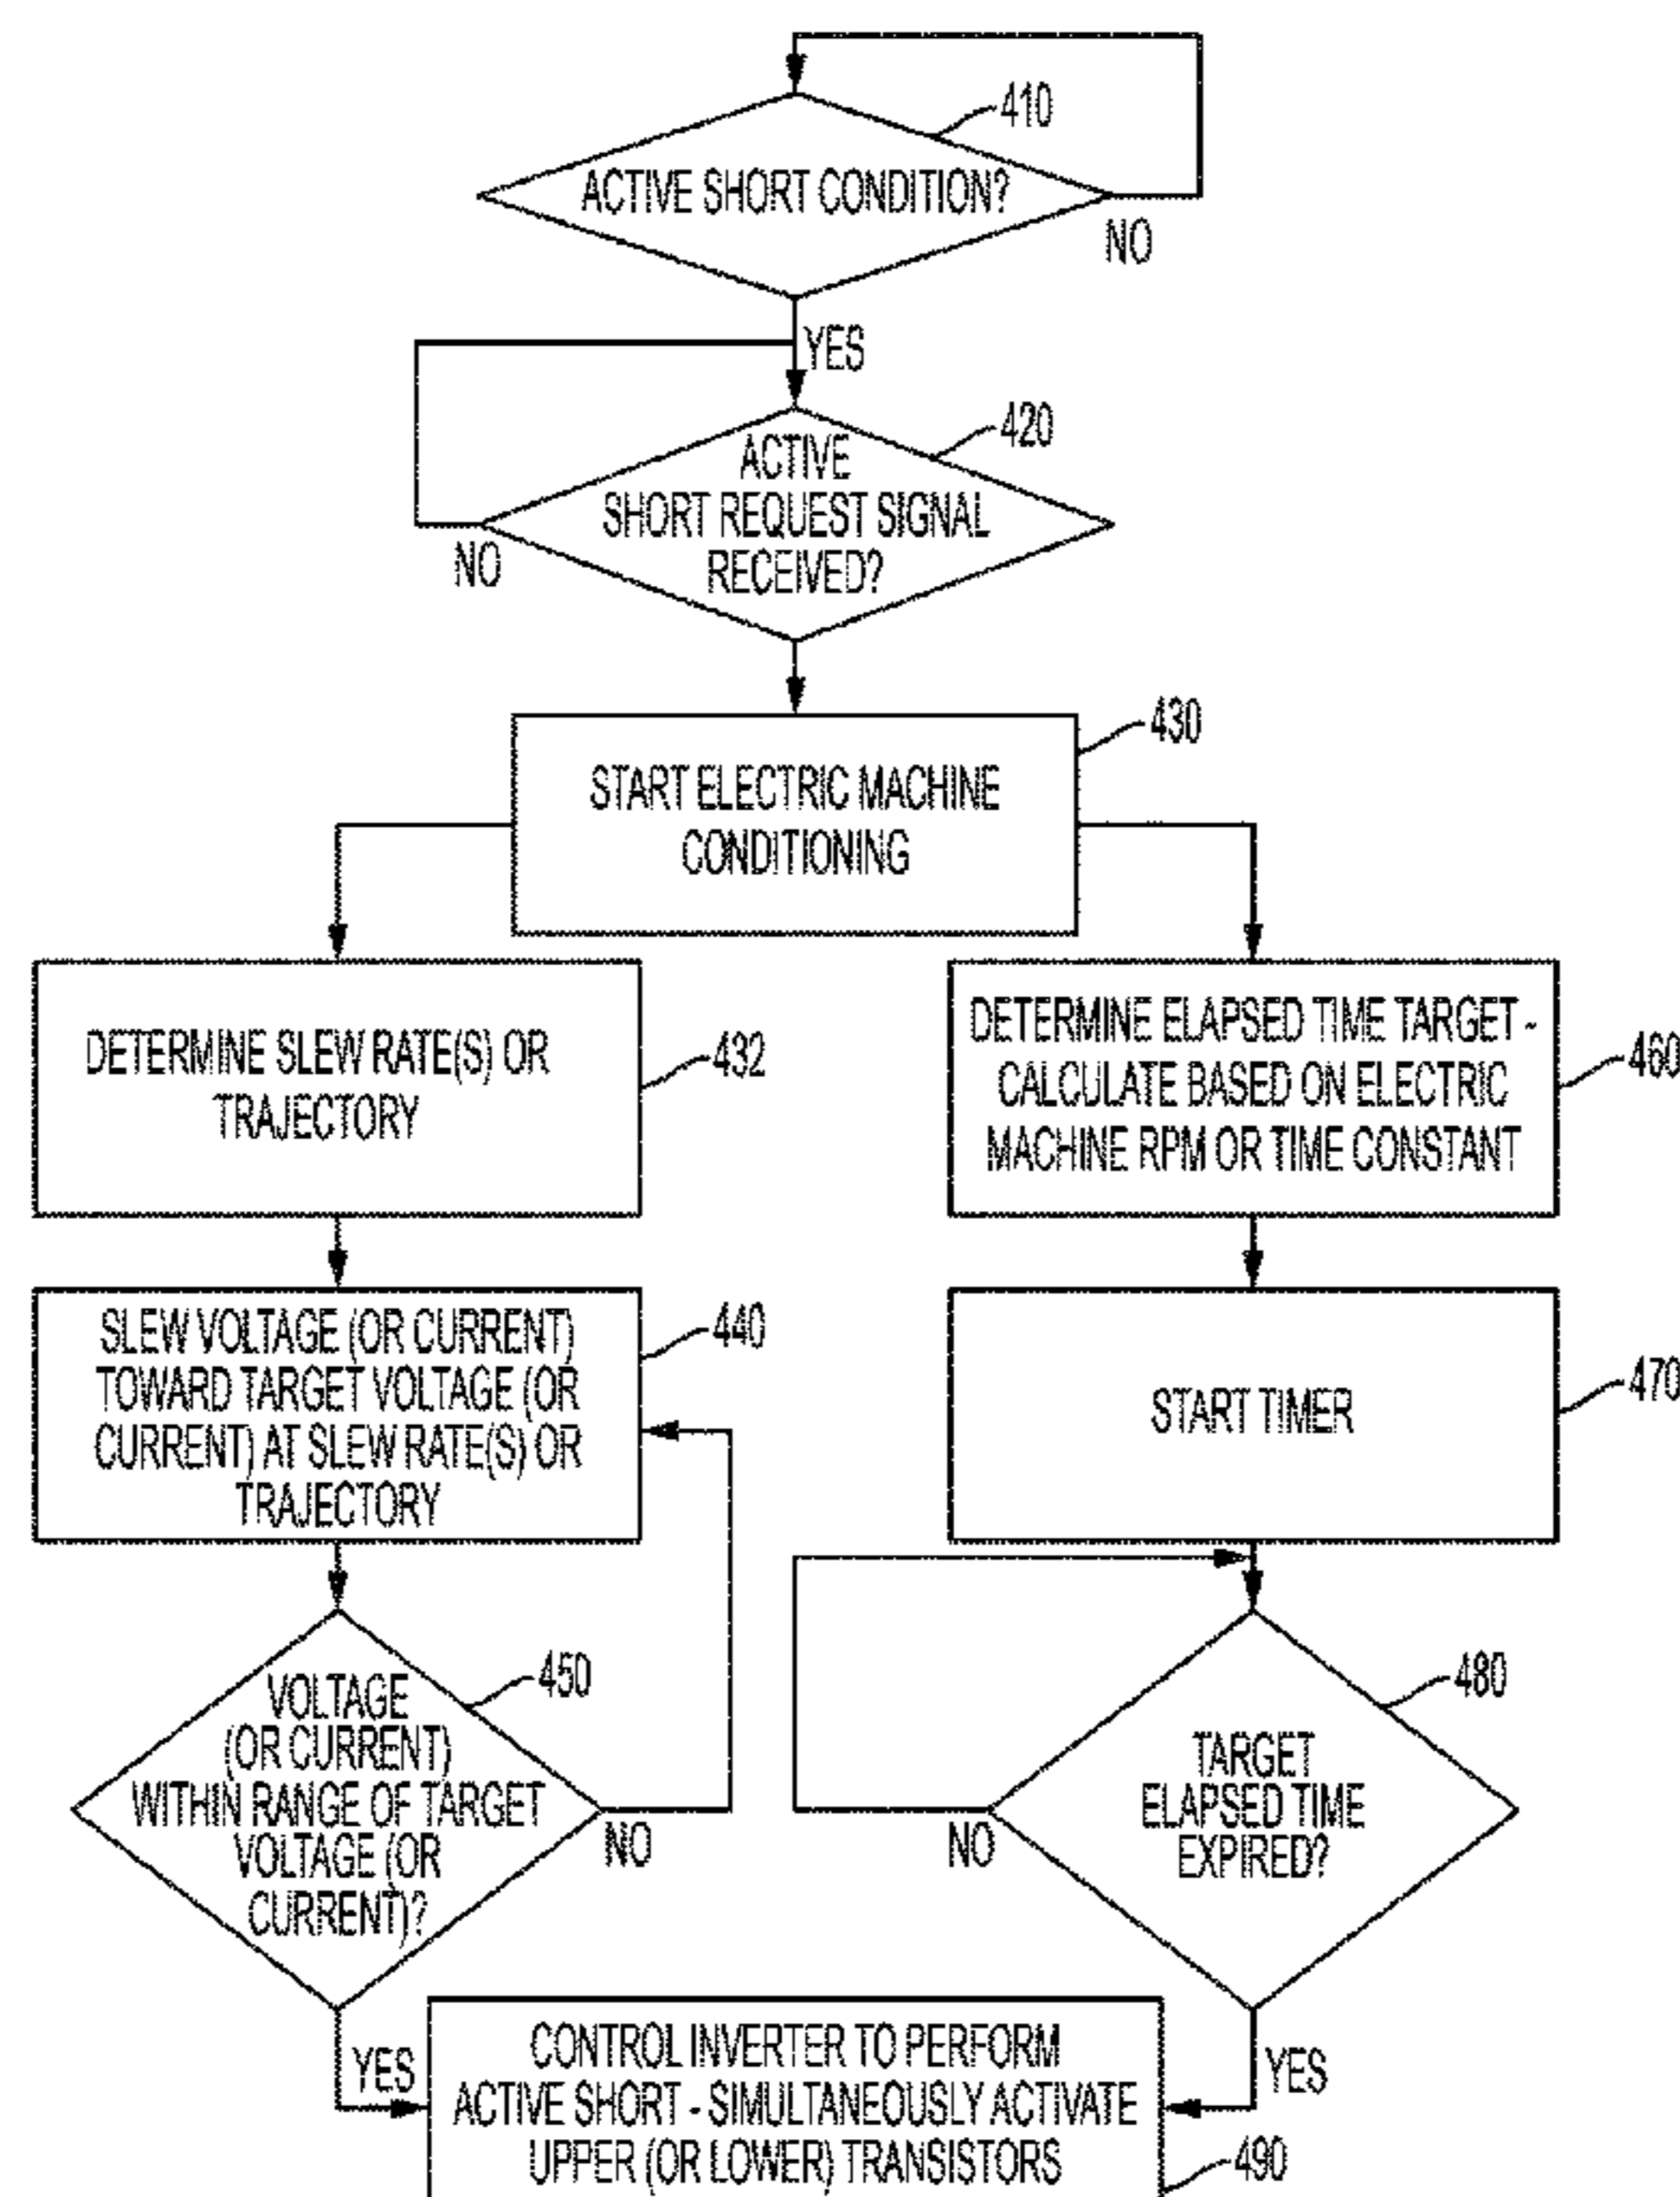 410
ACTIVE SHORT CONDITION?
NO
YES
420
ACTIVE
SHORT REQUEST SIGNAL
RECEIVED?
NO
430
START ELECTRIC MACHINE
CONDITIONING
DETERMINE SLEW RATE(S) OR
TRAJECTORY
432
DETERMINE ELAPSED TIME TARGET -
CALCULATE BASED ON ELECTRIC
MACHINE RPM OR TIME CONSTANT
460
SLEW VOLTAGE (OR CURRENT)
TOWARD TARGET VOLTAGE (OR
CURRENT) AT SLEW RATE(S) OR
TRAJECTORY
440
START TIMER
470
450
VOLTAGE
(OR CURRENT)
WITHIN RANGE OF TARGET
VOLTAGE (OR
CURRENT)?
NO
480
TARGET
ELAPSED TIME
EXPIRED?
NO
YES
YES
CONTROL INVERTER TO PERFORM
ACTIVE SHORT - SIMULTANEOUSLY ACTIVATE
UPPER (OR LOWER) TRANSISTORS
490